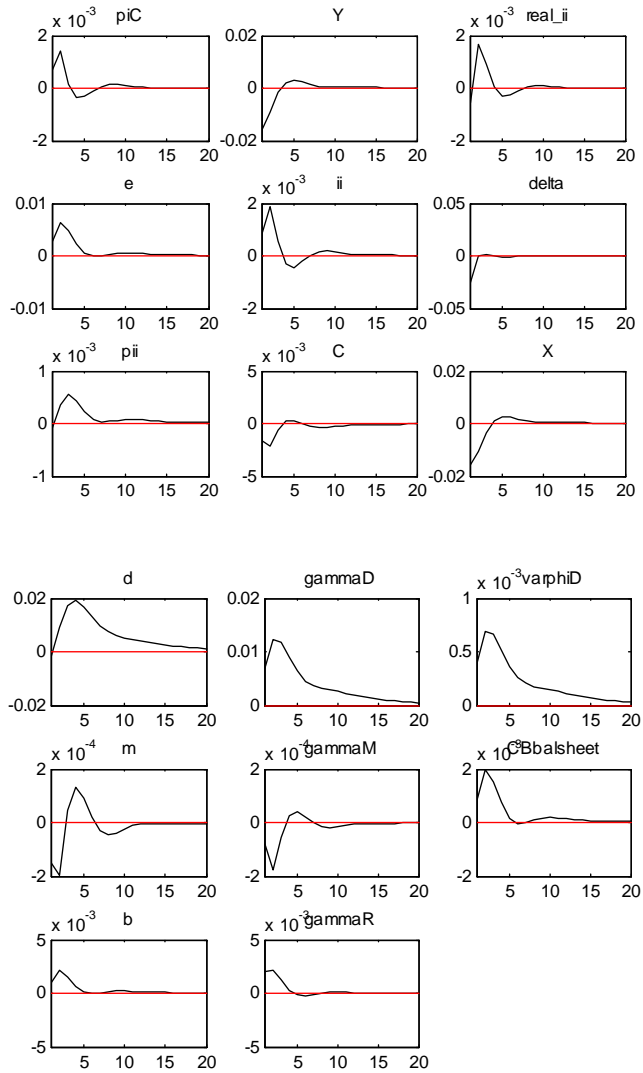 x 10⁻³ piC Y x 10⁻³ real_ii
2 0.02 2
0 0 0
-2 -0.02 -2
5 10 15 20 5 10 15 20 5 10 15 20
e x 10⁻³ ii delta
0.01 2 0.05
0 0 0
-0.01 -2 -0.05
5 10 15 20 5 10 15 20 5 10 15 20
x 10⁻³ pii x 10⁻³ C X
1 5 0.02
0 0 0
-1 -5 -0.02
5 10 15 20 5 10 15 20 5 10 15 20
d gammaD x 10⁻³ varphiD
0.02 0.02 1
0 0.01 0.5
-0.02 0 0
5 10 15 20 5 10 15 20 5 10 15 20
x 10⁻⁴ m x 10⁻⁴ gammaM x 10⁻³ CBbalsheet
2 2 2
0 0 0
-2 -2 -2
5 10 15 20 5 10 15 20 5 10 15 20
x 10⁻³ b x 10⁻³ gammaR
5 5
0 0
-5 -5
5 10 15 20 5 10 15 20